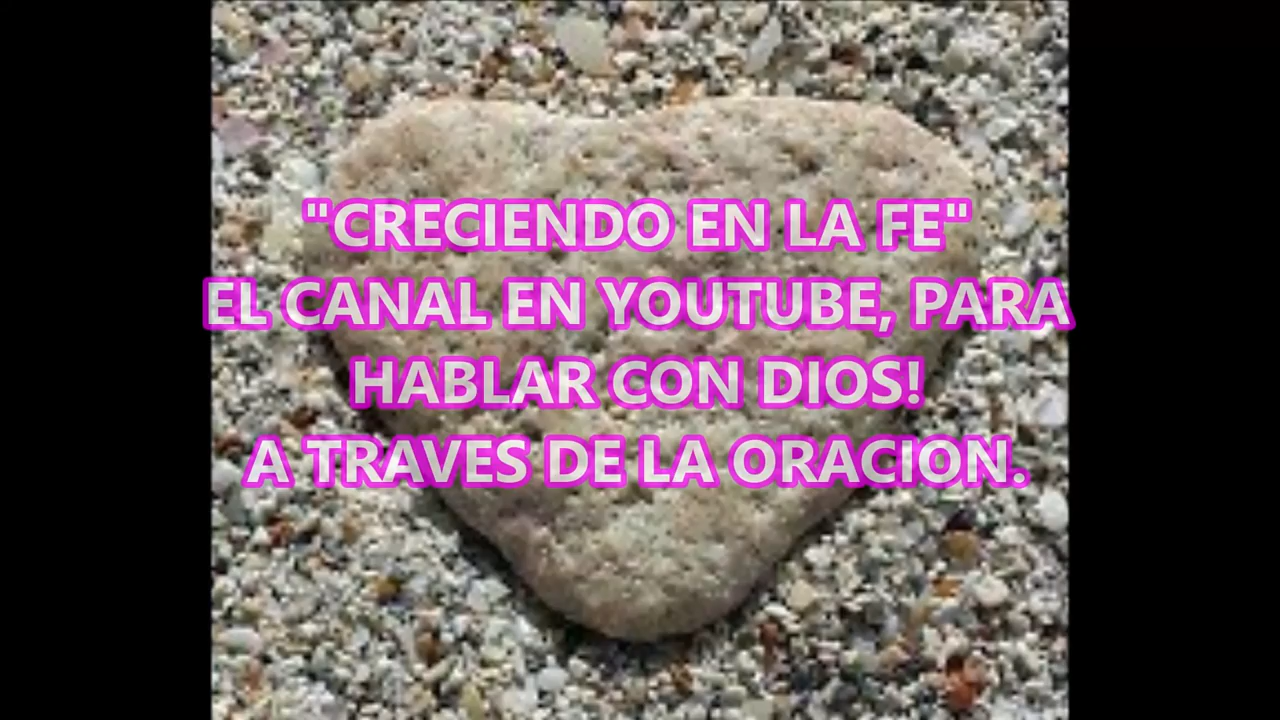 "CRECIENDO EN LA FE"
EL CANAL EN YOUTUBE, PARA
HABLAR CON DIOS!
A TRAVES DE LA ORACION.